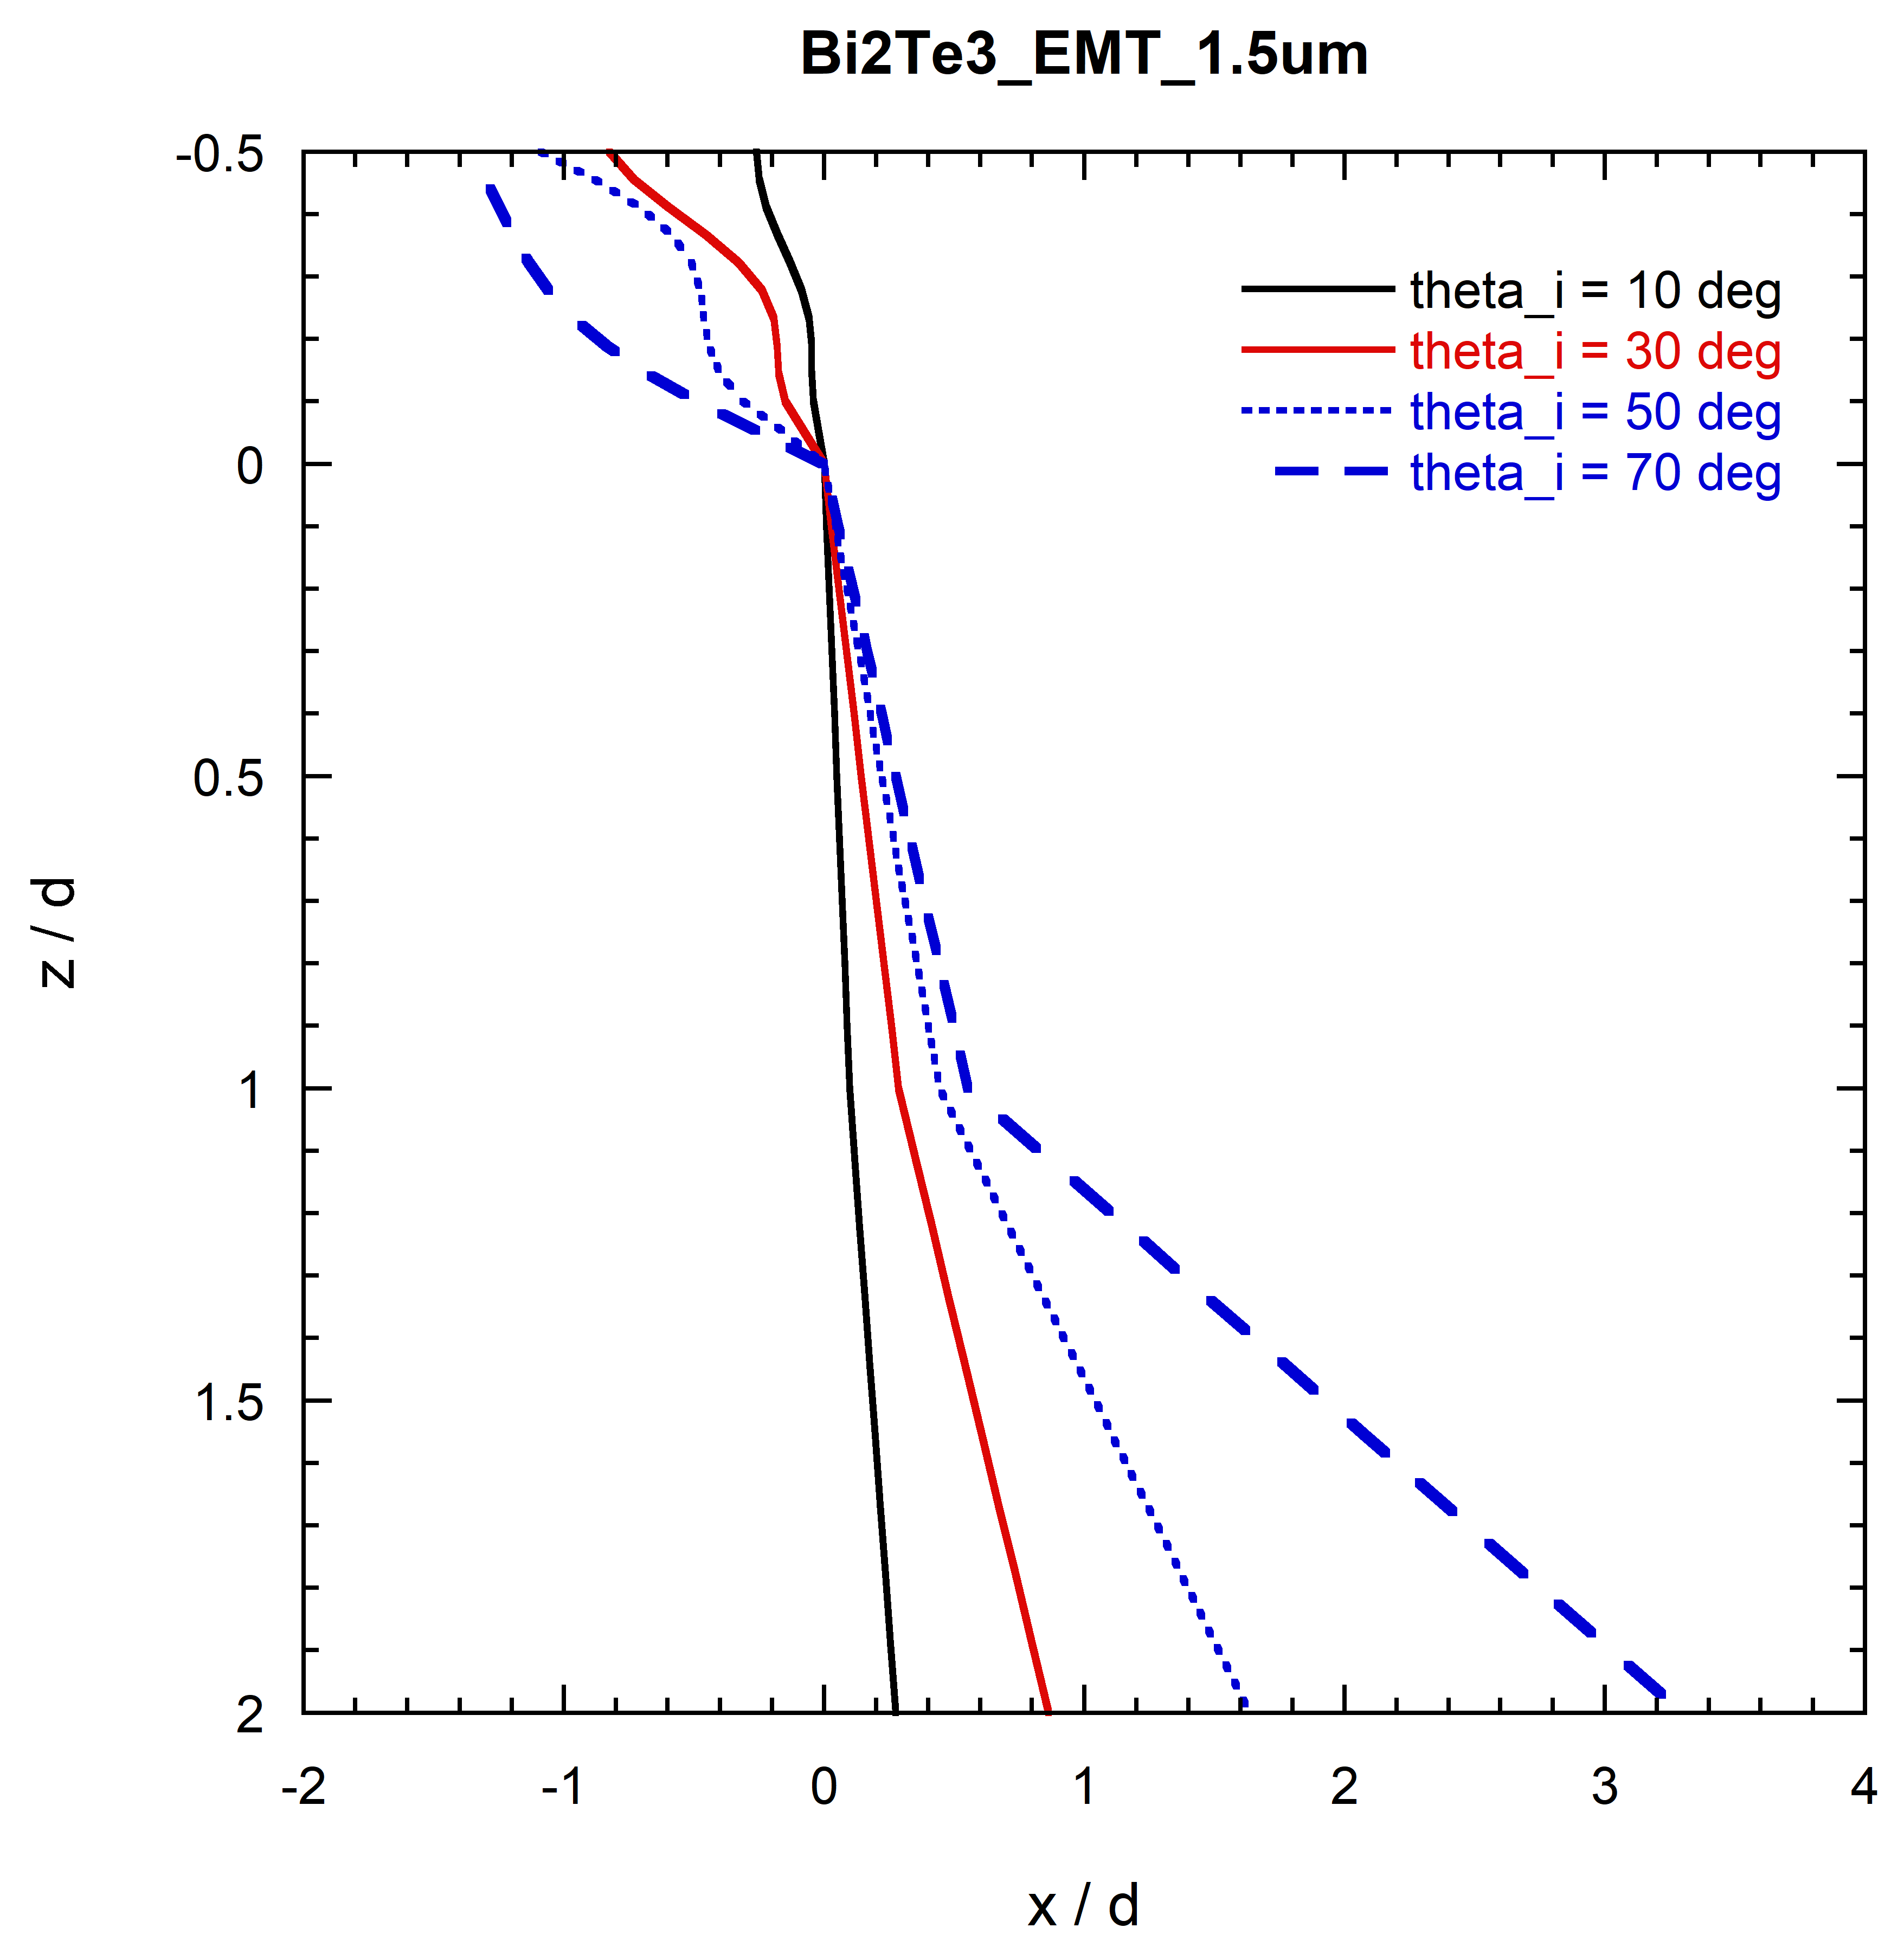 Bi2Te3_EMT_1.5um
-0.5
0
0.5
1
1.5
2
z / d
theta_i = 10 deg
theta_i = 30 deg
theta_i = 50 deg
theta_i = 70 deg
-2 -1 0 1 2 3 4
x / d